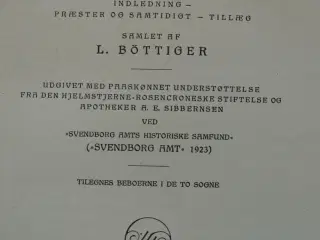 INDLEDNING –
PRÆSTER OG SAMTIDIGT – TILLÆG
SAMLET AF
L. BÖTTIGER
UDGIVET MED PAASKØNNET UNDERSTØTTELSE
FRA DEN HJELMSTJERNE-ROSENCRONESKE STIFTELSE OG
APOTHEKER A. E. SIBBERNSEN
VED
»SVENDBORG AMTS HISTORISKE SAMFUND«
(»SVENDBORG AMT« 1923)
TILEGNES BEBOERNE I DE TO SOGNE